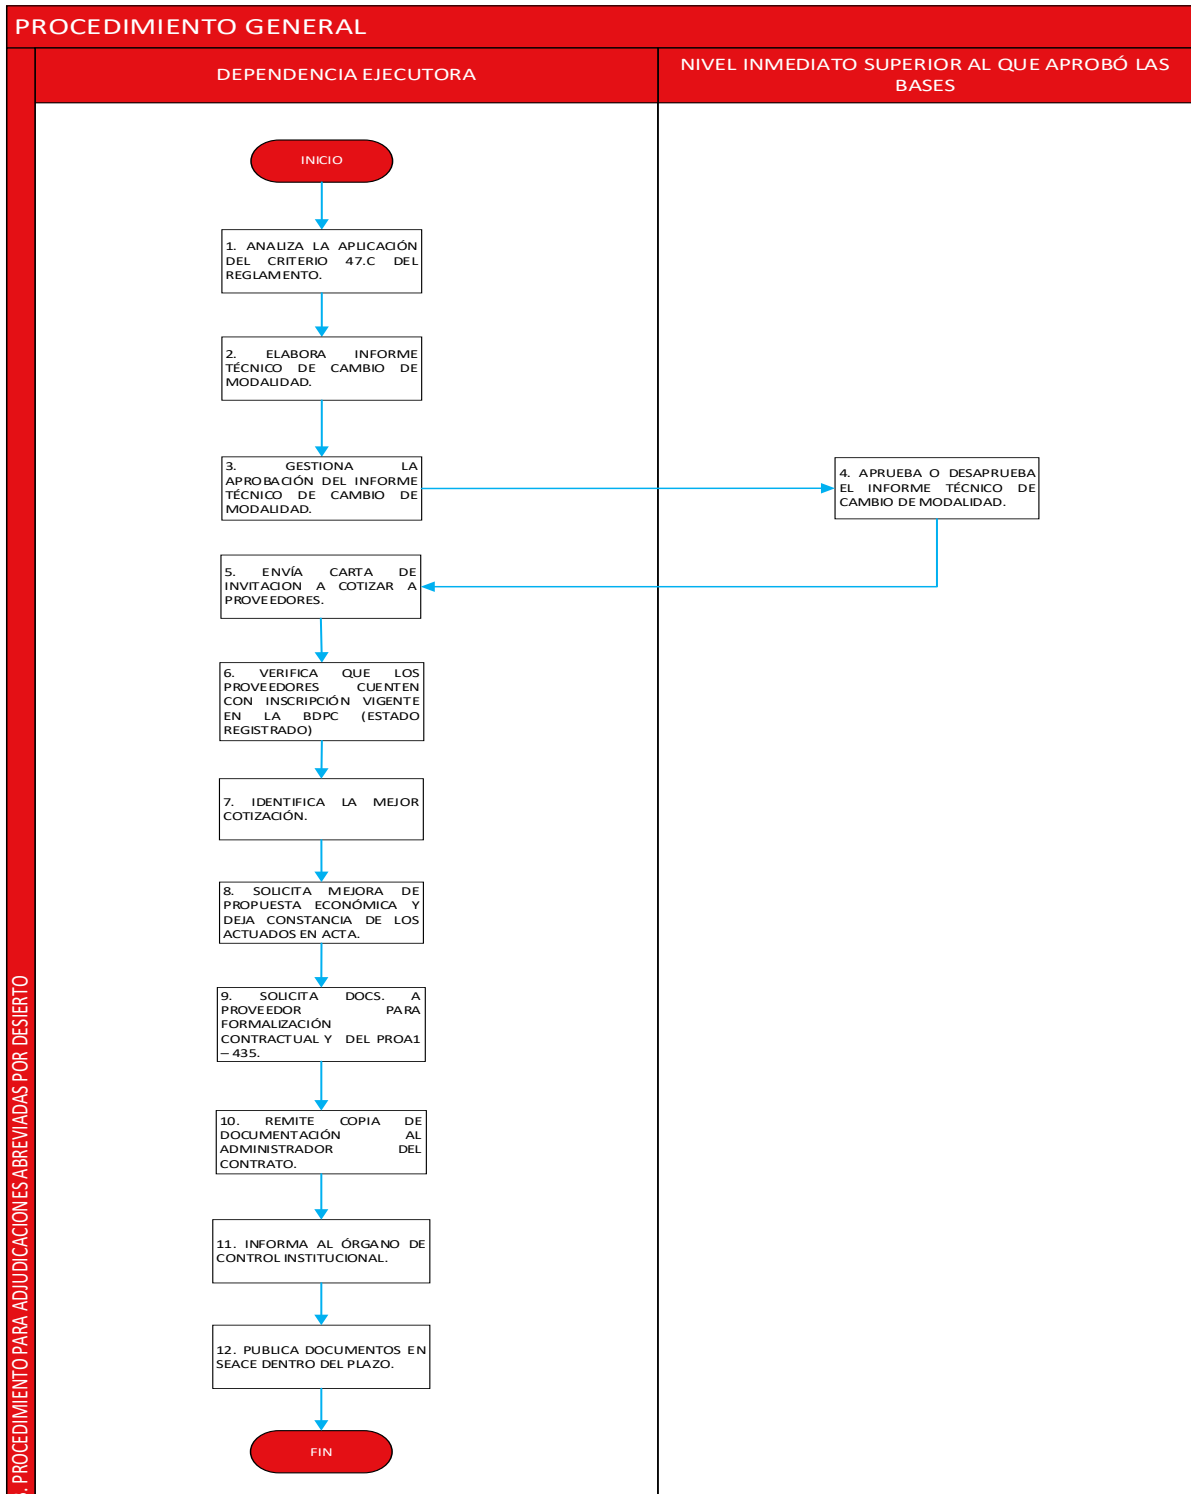 PROCEDIMIENTO GENERAL
DEPENDENCIA EJECUTORA
NIVEL INMEDIATO SUPERIOR AL QUE APROBÓ LAS
BASES
INICIO
1. ANALIZA LA APLICACIÓN
DEL CRITERIO 47.C DEL
REGLAMENTO.
2. ELABORA INFORME
TÉCNICO DE CAMBIO DE
MODALIDAD.
3. GESTIONA LA
APROBACIÓN DEL INFORME
TÉCNICO DE CAMBIO DE
MODALIDAD.
4. APRUEBA O DESAPRUEBA
EL INFORME TÉCNICO DE
CAMBIO DE MODALIDAD.
5. ENVÍA CARTA DE
INVITACION A COTIZAR A
PROVEEDORES.
6. VERIFICA QUE LOS
PROVEEDORES CUENTEN
CON INSCRIPCIÓN VIGENTE
EN LA BDPC (ESTADO
REGISTRADO)
7. IDENTIFICA LA MEJOR
COTIZACIÓN.
8. SOLICITA MEJORA DE
PROPUESTA ECONÓMICA Y
DEJA CONSTANCIA DE LOS
ACTUADOS EN ACTA.
9. SOLICITA DOCS. A
PROVEEDOR PARA
FORMALIZACIÓN
CONTRACTUAL Y DEL PROA1
– 435.
10. REMITE COPIA DE
DOCUMENTACIÓN AL
ADMINISTRADOR DEL
CONTRATO.
11. INFORMA AL ÓRGANO DE
CONTROL INSTITUCIONAL.
12. PUBLICA DOCUMENTOS EN
SEACE DENTRO DEL PLAZO.
FIN
. PROCEDIMIENTO PARA ADJUDICACIONES ABREVIADAS POR DESIERTO